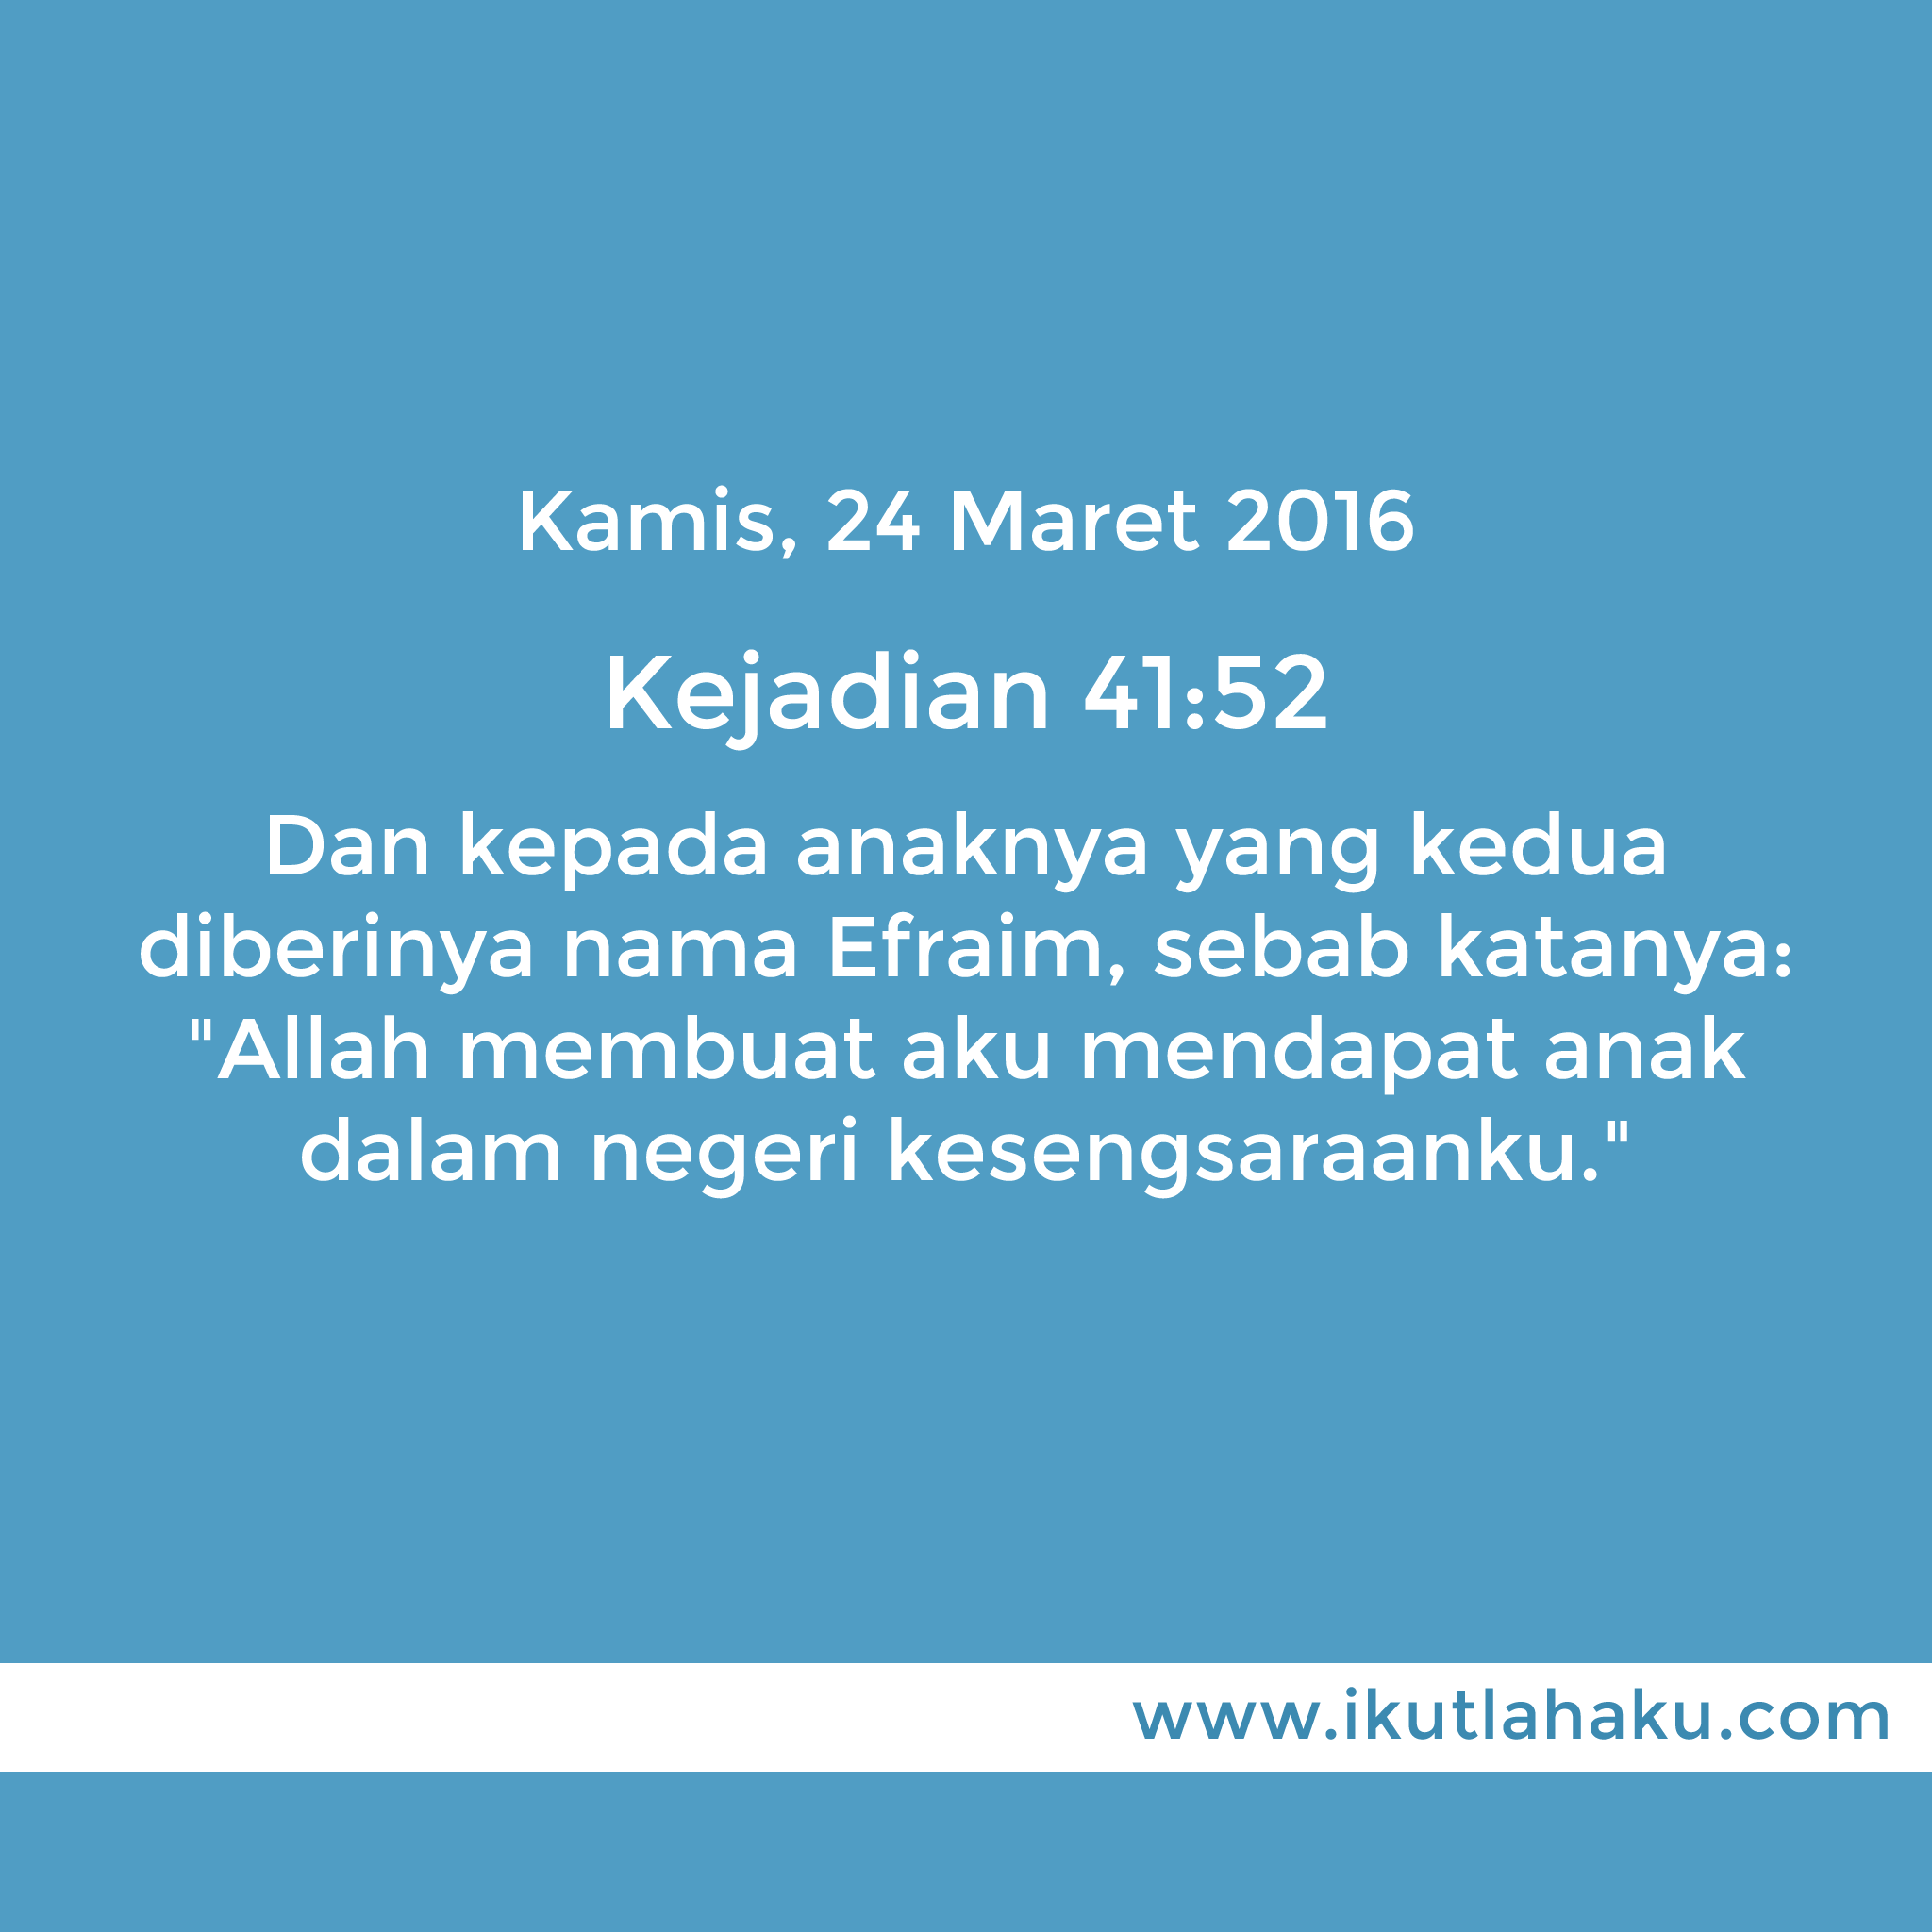 Kamis, 24 Maret 2016
Kejadian 41:52
Dan kepada anaknya yang kedua
diberinya nama Efraim, sebab katanya:
"Allah membuat aku mendapat anak
dalam negeri kesengsaraanku."
www.ikutlahaku.com